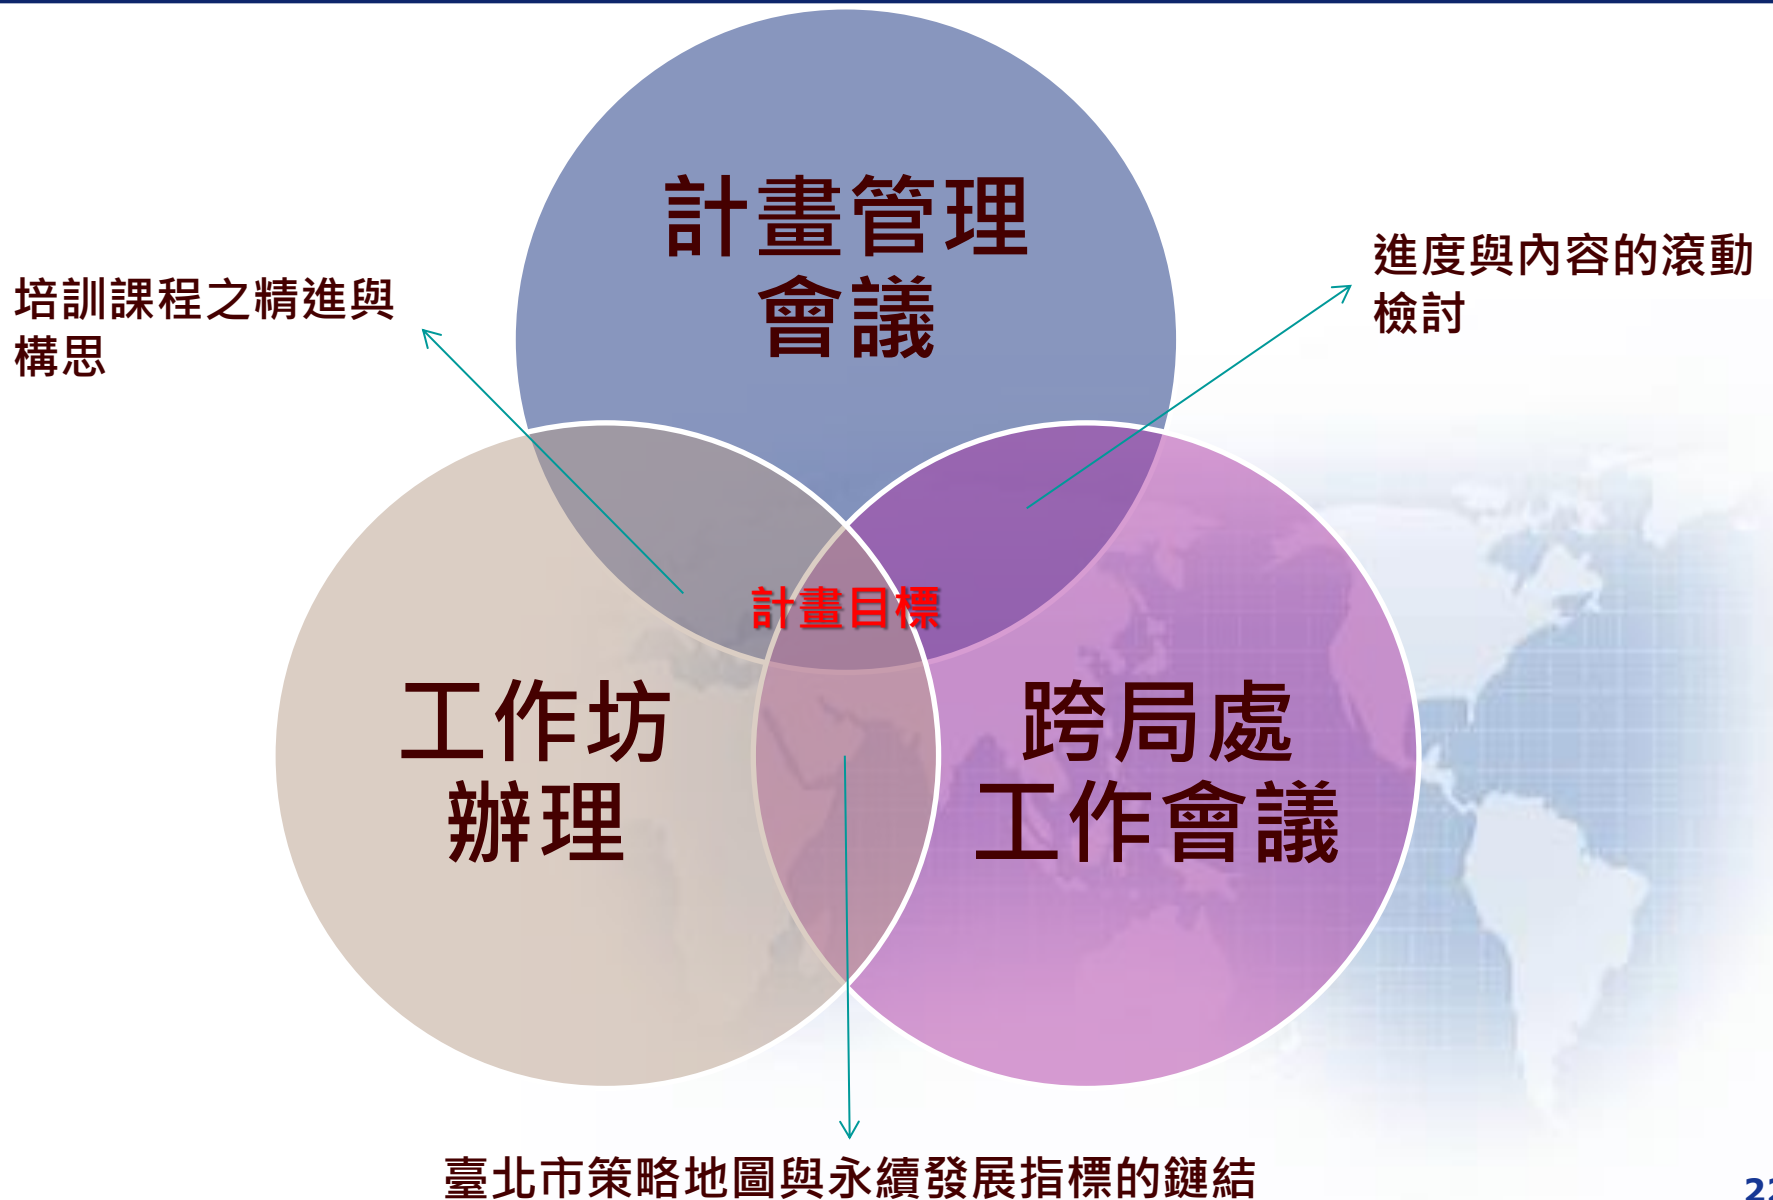 計畫管理
會議
進度與內容的滾動
檢討
培訓課程之精進與
構思
計畫目標
工作坊
辦理
跨局處
工作會議
臺北市策略地圖與永續發展指標的鏈結
22